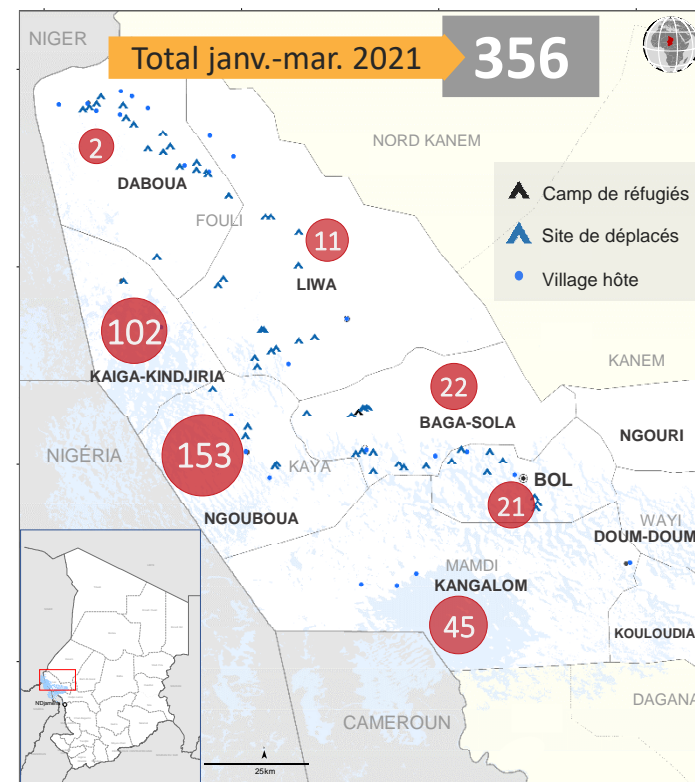 NIGER
Total janv.-mar. 2021
356
NORD KANEM
2
DABOUA
Camp de réfugiés
FOULI
11
Site de déplacés
LIWA
Village hôte
102
KANEM
KAIGA-KINDJIRIA
22
BAGA-SOLA
NGOURI
NIGÉRIA
153
KAYA
BOL
21
NGOUBOUA
WAYI
DOUM-DOUM
MAMDI
KANGALOM
45
KOULOUDIA
DAGANA
CAMEROUN
N'Djamena
25km